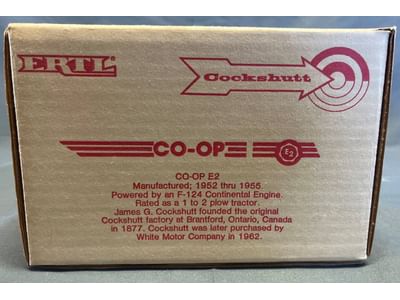 ERTL
Cockshutt
CO-OP E2
CO-OP E2
Manufactured; 1952 thru 1955.
Powered by an F-124 Continental Engine.
Rated as a 1 to 2 plow tractor.
James G. Cockshutt founded the original
Cockshutt factory at Brantford, Ontario, Canada
in 1877. Cockshutt was later purchased by
White Motor Company in 1962.